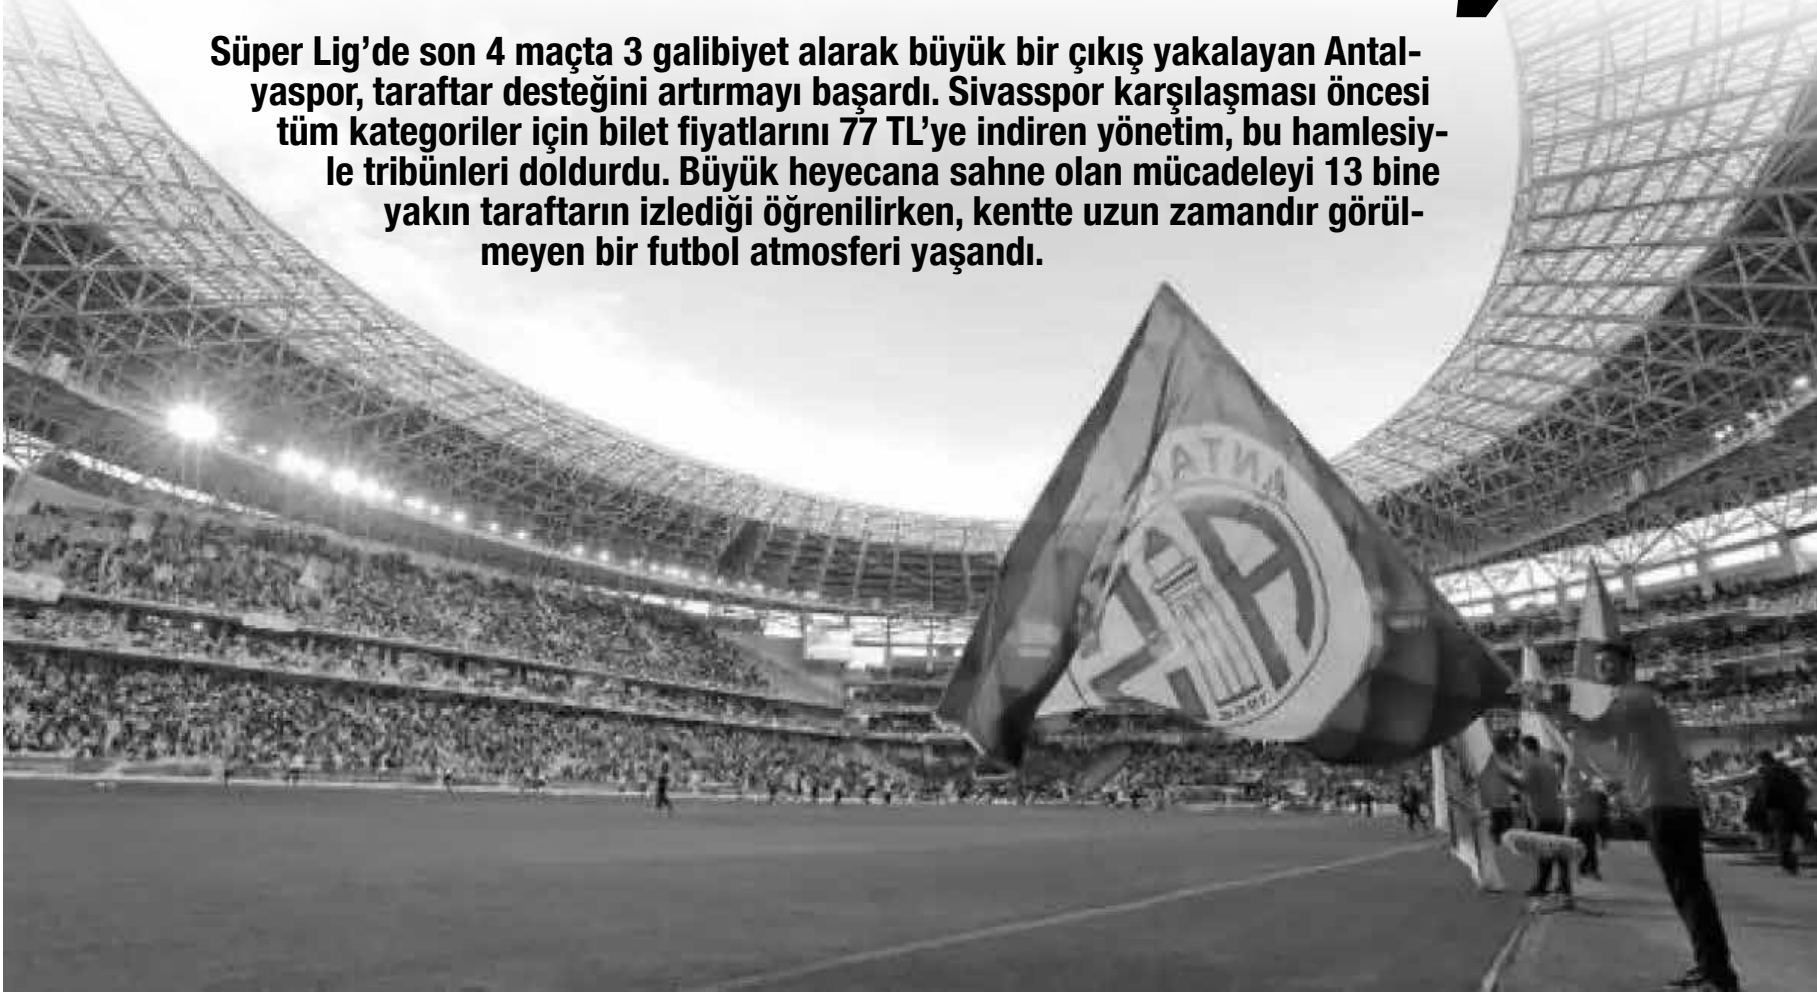 Süper Lig’de son 4 maçta 3 galibiyet alarak büyük bir çıkış yakalayan Antal-
yaspor, taraftar desteğini artırmayı başardı. Sivasspor karşılaşması öncesi
tüm kategoriler için bilet fiyatlarını 77 TL’ye indiren yönetim, bu hamlesiy-
le tribünleri doldurdu. Büyük heyecana sahne olan mücadeleyi 13 bine
yakın taraftarın izlediği öğrenilirken, kentte uzun zamandır görül-
meyen bir futbol atmosferi yaşandı.